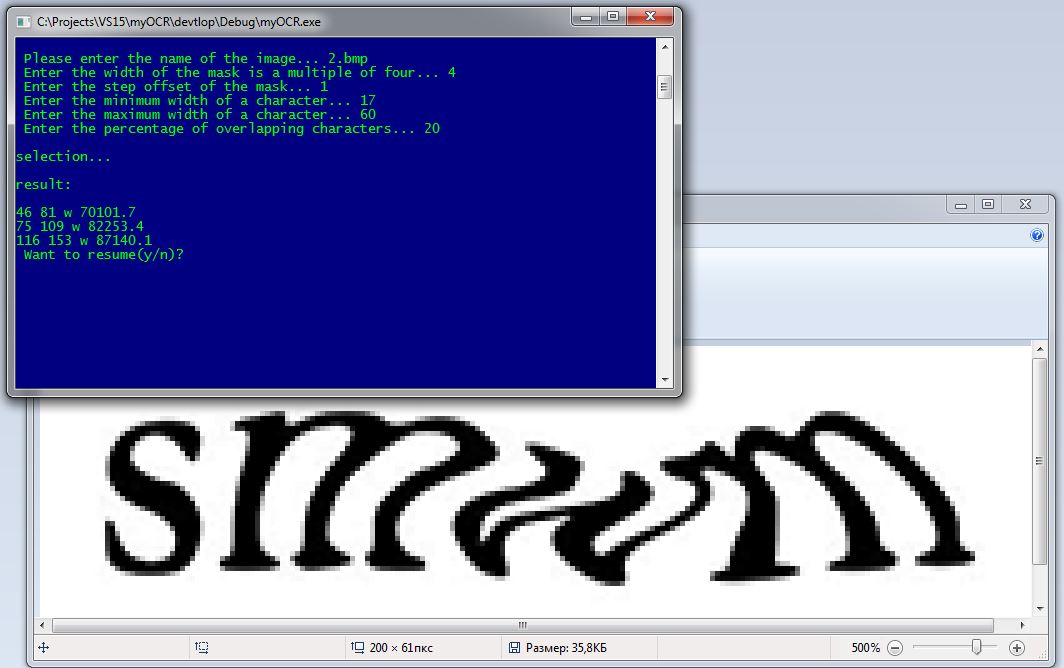 C:\Projects\VS15\myOCR\devtlop\Debug\myOCR.exe
Please enter the name of the image... 2.bmp
Enter the width of the mask is a multiple of four... 4
Enter the step offset of the mask... 1
Enter the minimum width of a character... 17
Enter the maximum width of a character... 60
Enter the percentage of overlapping characters... 20
selection...
result:
46 81 w 70101.7
75 109 w 82253.4
116 153 w 87140.1
Want to resume(y/n)?
smwm
200 × 61пкс
Размер: 35,8КБ
500%